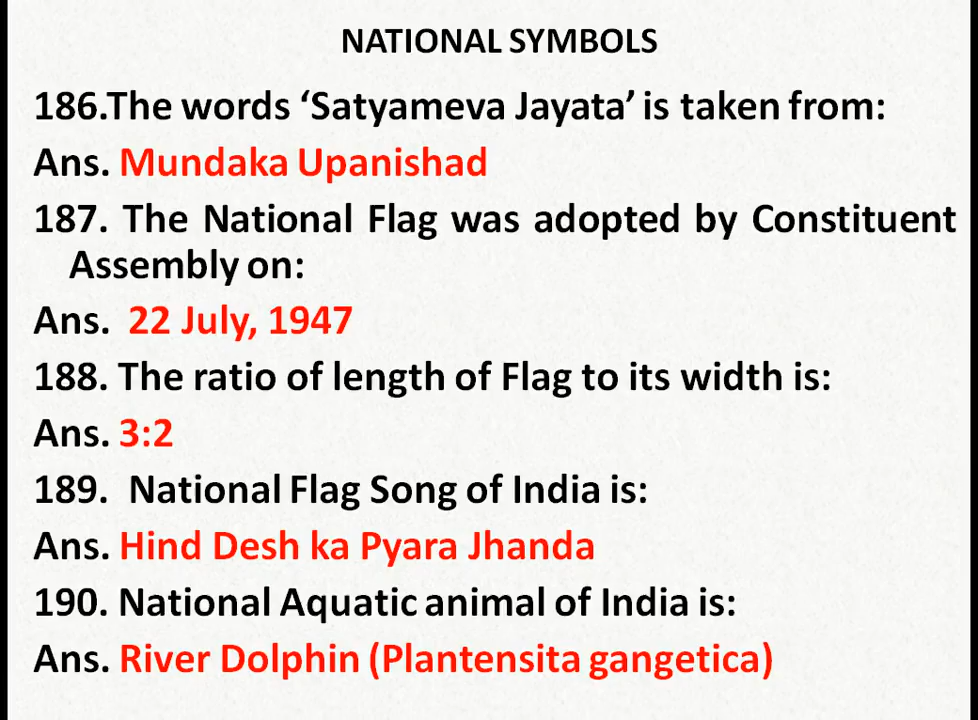 NATIONAL SYMBOLS
186.The words ‘Satyameva Jayata’ is taken from:
Ans. Mundaka Upanishad
187. The National Flag was adopted by Constituent
Assembly on:
Ans. 22 July, 1947
188. The ratio of length of Flag to its width is:
Ans. 3:2
189. National Flag Song of India is:
Ans. Hind Desh ka Pyara Jhanda
190. National Aquatic animal of India is:
Ans. River Dolphin (Plantensita gangetica)